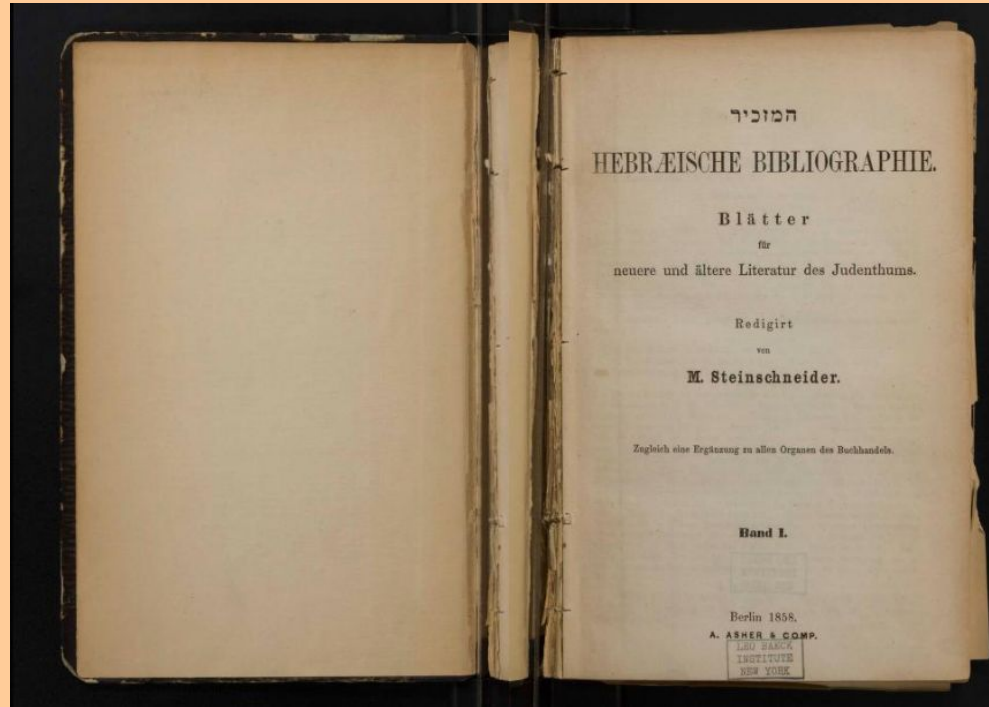 המזכיר
HEBRÆISCHE BIBLIOGRAPHIE.
Blätter
für
neuere und ältere Literatur des Judenthums.
Redigirt
von
M. Steinschneider.
Zugleich eine Ergänzung zu allen Organen des Buchhandels.
Band I.
Berlin 1858.
A. ASHER & COMP.
LEO BAECK
INSTITUTE
NEW YORK